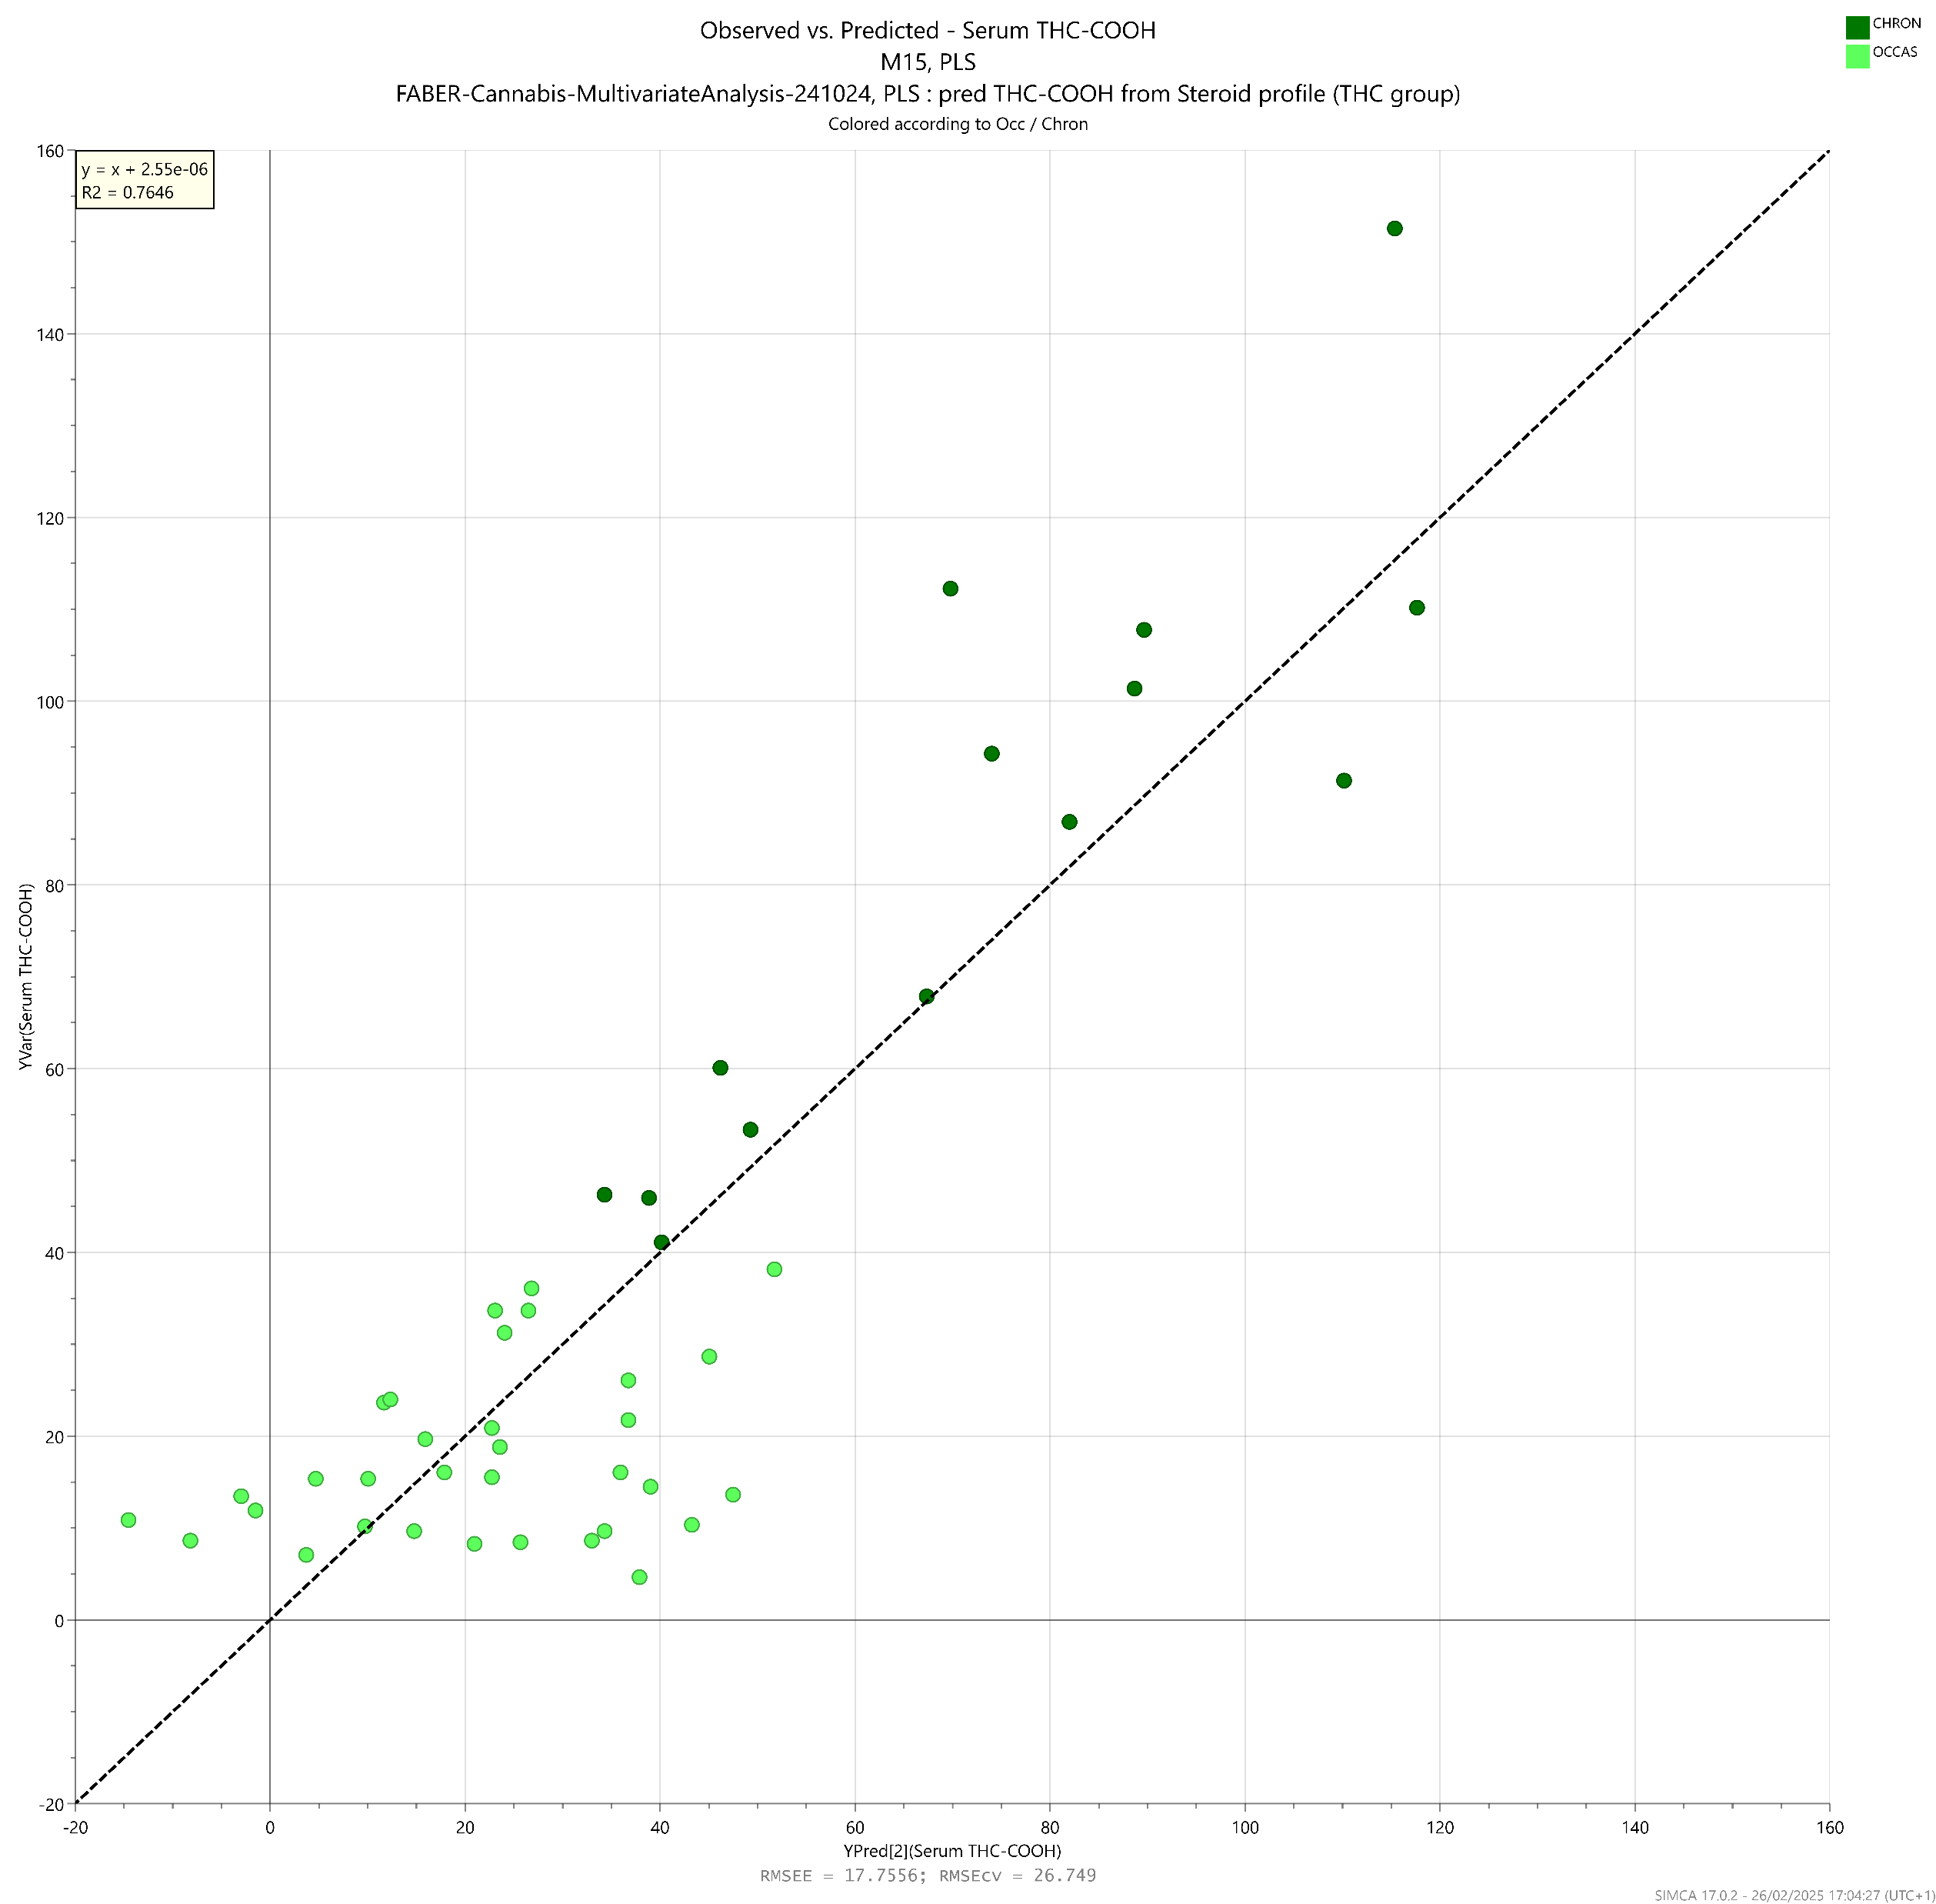 Observed vs. Predicted - Serum THC-COOH
M15, PLS
FABER-Cannabis-MultivariateAnalysis-241024, PLS : pred THC-COOH from Steroid profile (THC group)
Colored according to Occ / Chron
CHRON
OCCAS
y = x + 2.55e-06
R2 = 0.7646
160
140
120
100
80
60
40
20
0
-20
YVar(Serum THC-COOH)
-20 0 20 40 60 80 100 120 140 160
YPred[2](Serum THC-COOH)
RMSEE = 17.7556; RMSEcv = 26.749
SIMCA 17.0.2 - 26/02/2025 17:04:27 (UTC+1)